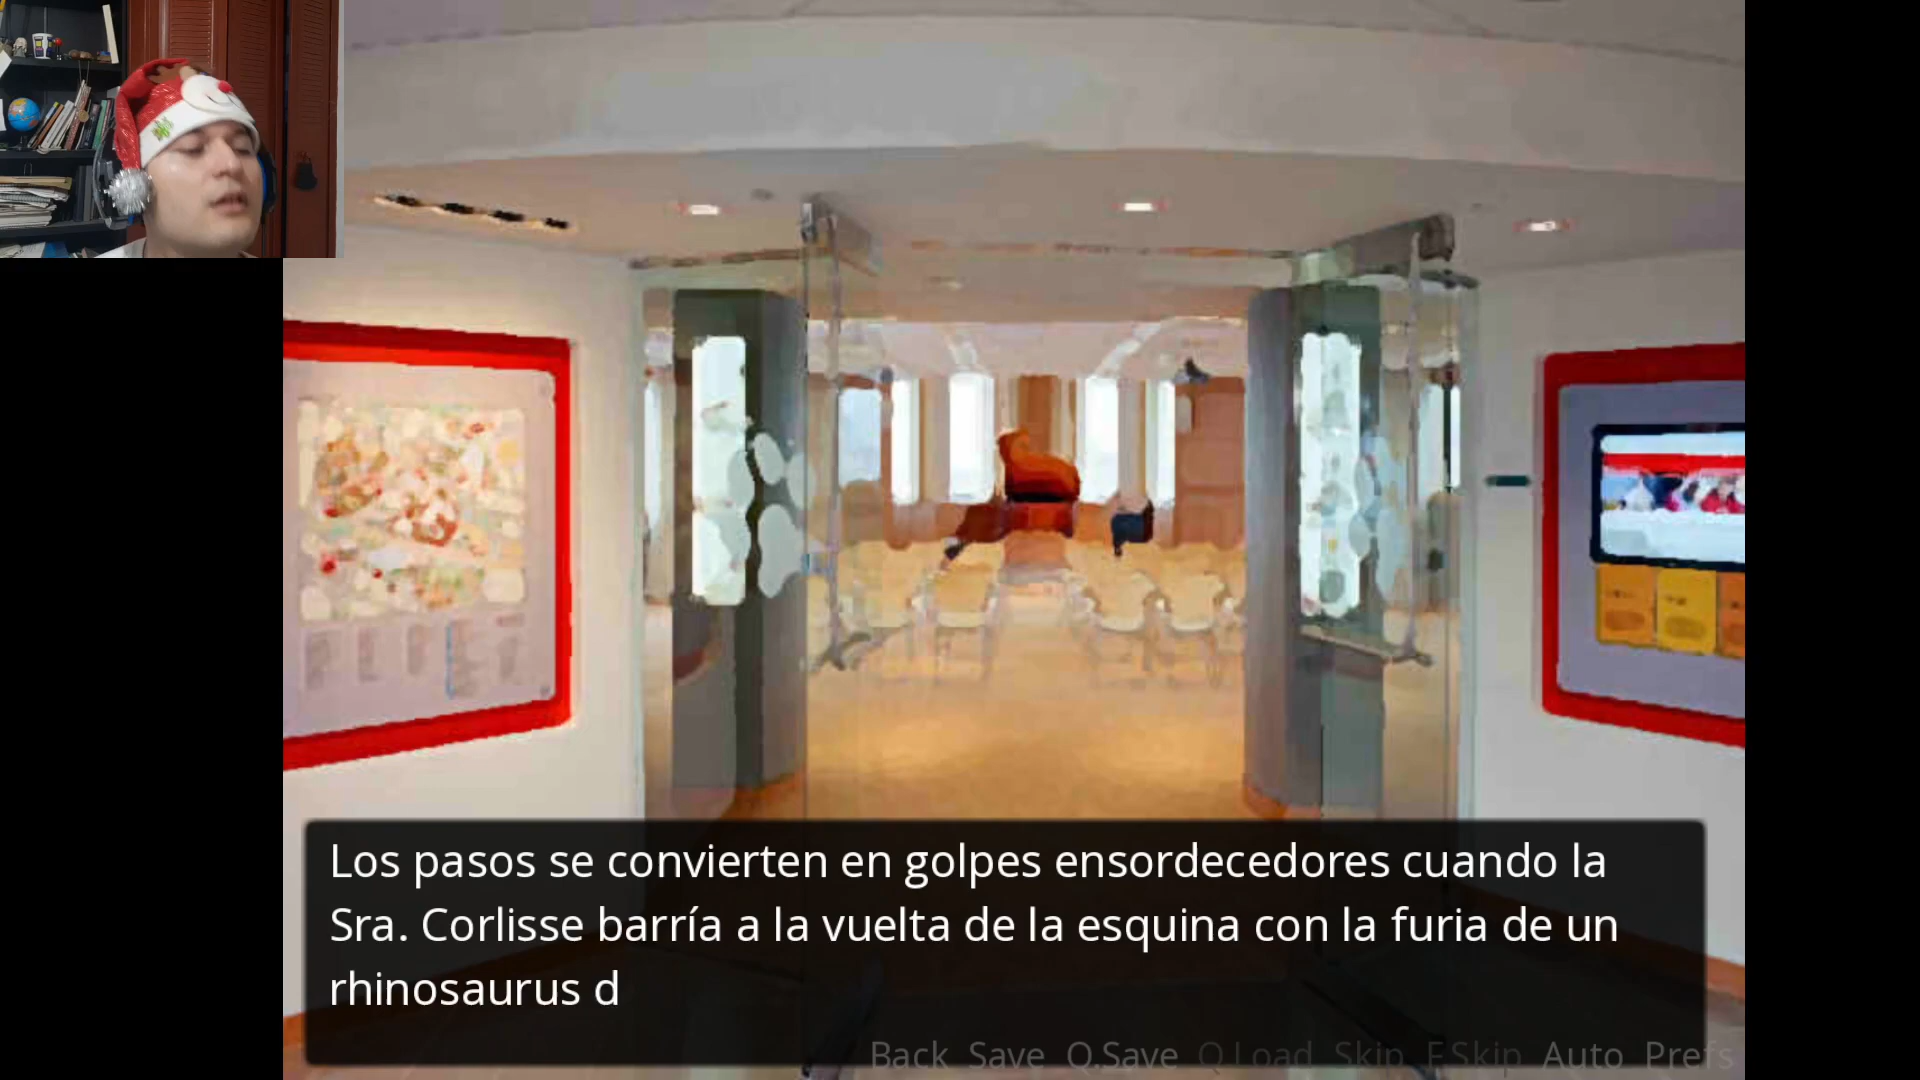 Los pasos se convierten en golpes ensordecedores cuando la
Sra. Corlisse barría a la vuelta de la esquina con la furia de un
rhinosaurus d
Back Save Q.Save Q.Load Skip F.Skip Auto Prefs